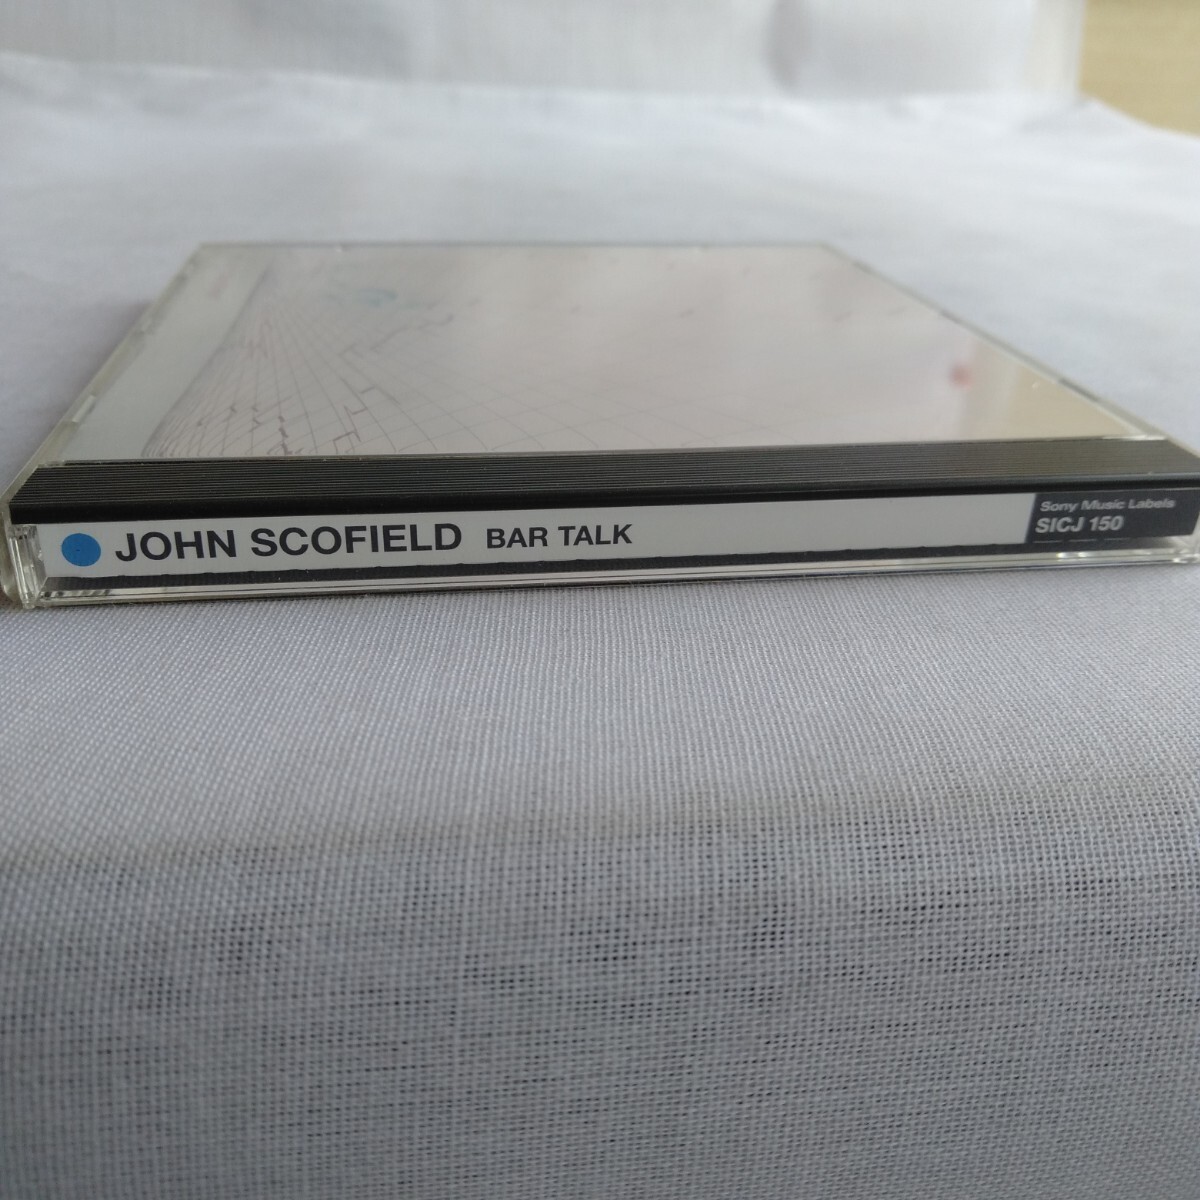 JOHN SCOFIELD BAR TALK
Sony Music Labels
SICJ 150